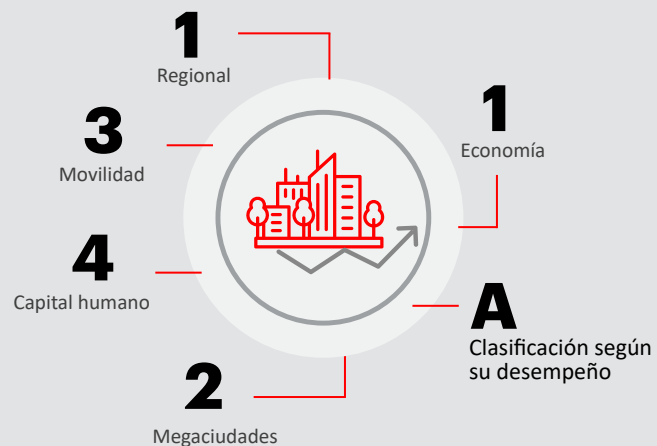 1
Regional
1
Economía
3
Movilidad
4
Capital humano
A
Clasificación según
su desempeño
2
Megaciudades